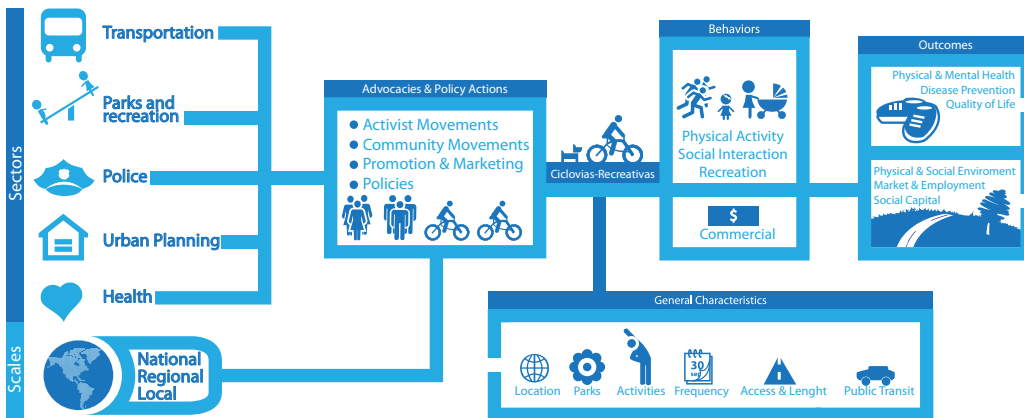 Sectors
Transportation
Parks and
recreation
Police
Urban Planning
Health
Scales
National
Regional
Local
Advocacies & Policy Actions
Activist Movements
Community Movements
Promotion & Marketing
Policies
Ciclovias-Recreativas
Behaviors
Physical Activity
Social Interaction
Recreation
$
Commercial
Outcomes
Physical & Mental Health
Disease Prevention
Quality of Life
Physical & Social Enviroment
Market & Employment
Social Capital
General Characteristics
30
sep
Location
Parks
Activities
Frequency
Access & Lenght
Public Transit